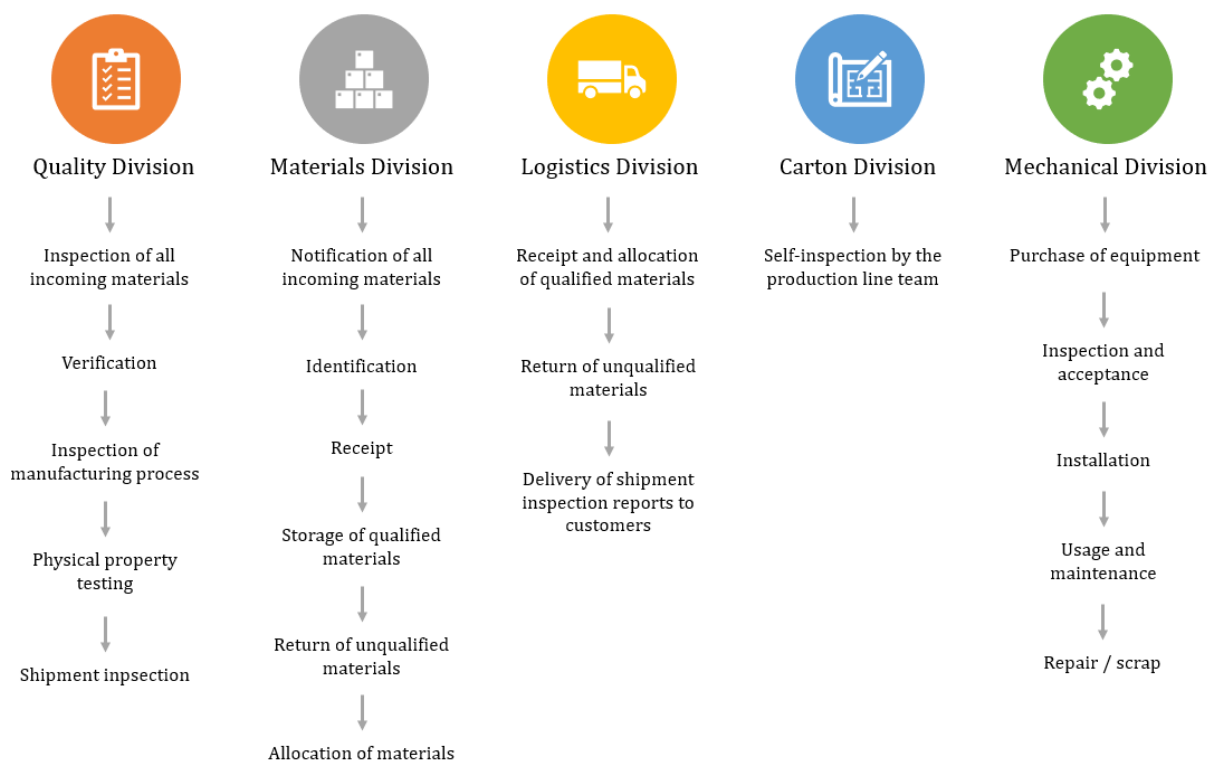 Quality Division
Inspection of all
incoming materials
Verification
Inspection of
manufacturing process
Physical property
testing
Shipment inpsection
Materials Division
Notification of all
incoming materials
Identification
Receipt
Storage of qualified
materials
Return of unqualified
materials
Allocation of materials
Logistics Division
Receipt and allocation
of qualified materials
Return of unqualified
materials
Delivery of shipment
inspection reports to
customers
Carton Division
Self-inspection by the
production line team
Mechanical Division
Purchase of equipment
Inspection and
acceptance
Installation
Usage and
maintenance
Repair / scrap